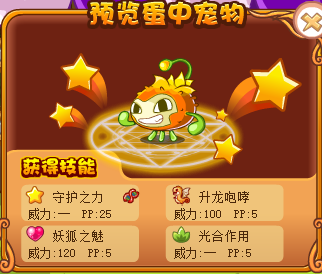 预览蛋中宠物
获得技能
守护之力
威力:一 PP:25
升龙咆哮
威力:100 PP:5
妖狐之魅
威力:120 PP:5
光合作用
威力:一 PP:5